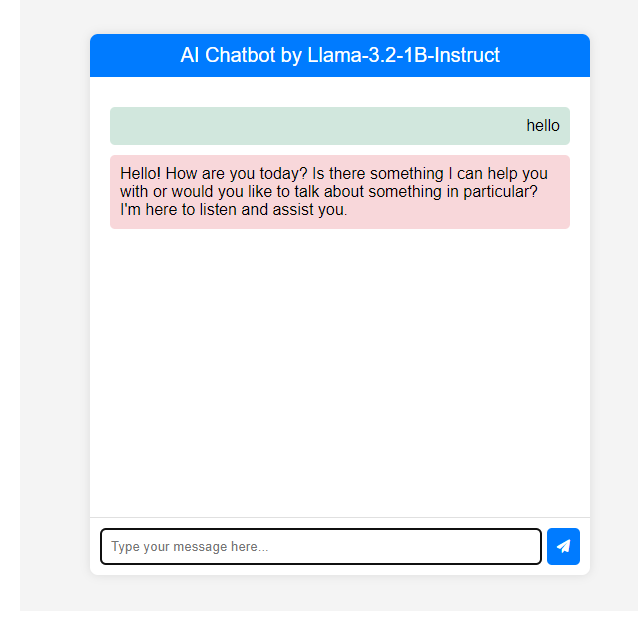 AI Chatbot by Llama-3.2-1B-Instruct
hello
Hello! How are you today? Is there something I can help you
with or would you like to talk about something in particular?
I'm here to listen and assist you.
Type your message here...